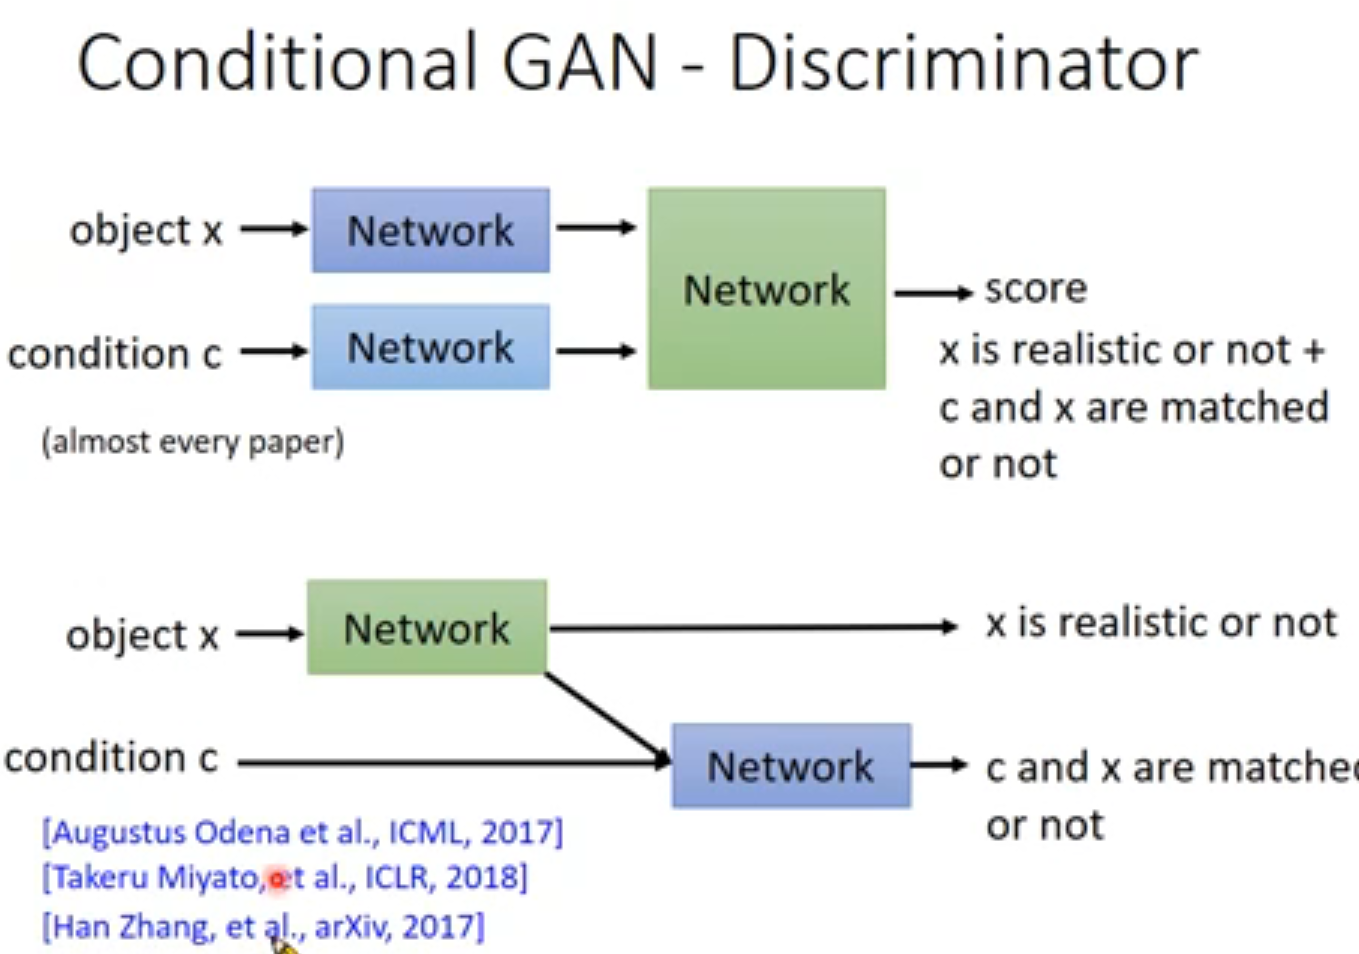 Conditional GAN - Discriminator
object x
Network
condition c
Network
Network
score
x is realistic or not +
c and x are matched
or not
(almost every paper)
object x
Network
x is realistic or not
condition c
Network
c and x are matched
or not
[Augustus Odena et al., ICML, 2017]
[Takeru Miyato, et al., ICLR, 2018]
[Han Zhang, et al., arXiv, 2017]